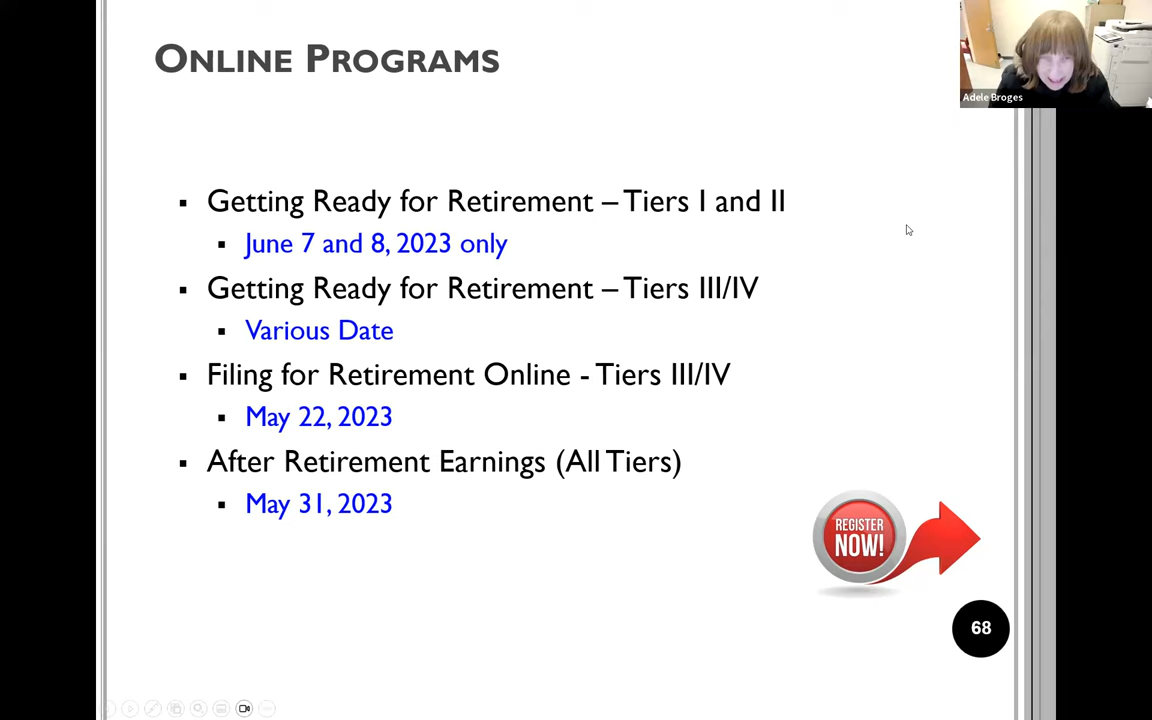 ONLINE PROGRAMS
Adele Broges
▪ Getting Ready for Retirement – Tiers I and II
▪ June 7 and 8, 2023 only
▪ Getting Ready for Retirement – Tiers III/IV
▪ Various Date
▪ Filing for Retirement Online - Tiers III/IV
▪ May 22, 2023
▪ After Retirement Earnings (All Tiers)
▪ May 31, 2023
REGISTER
NOW!
68